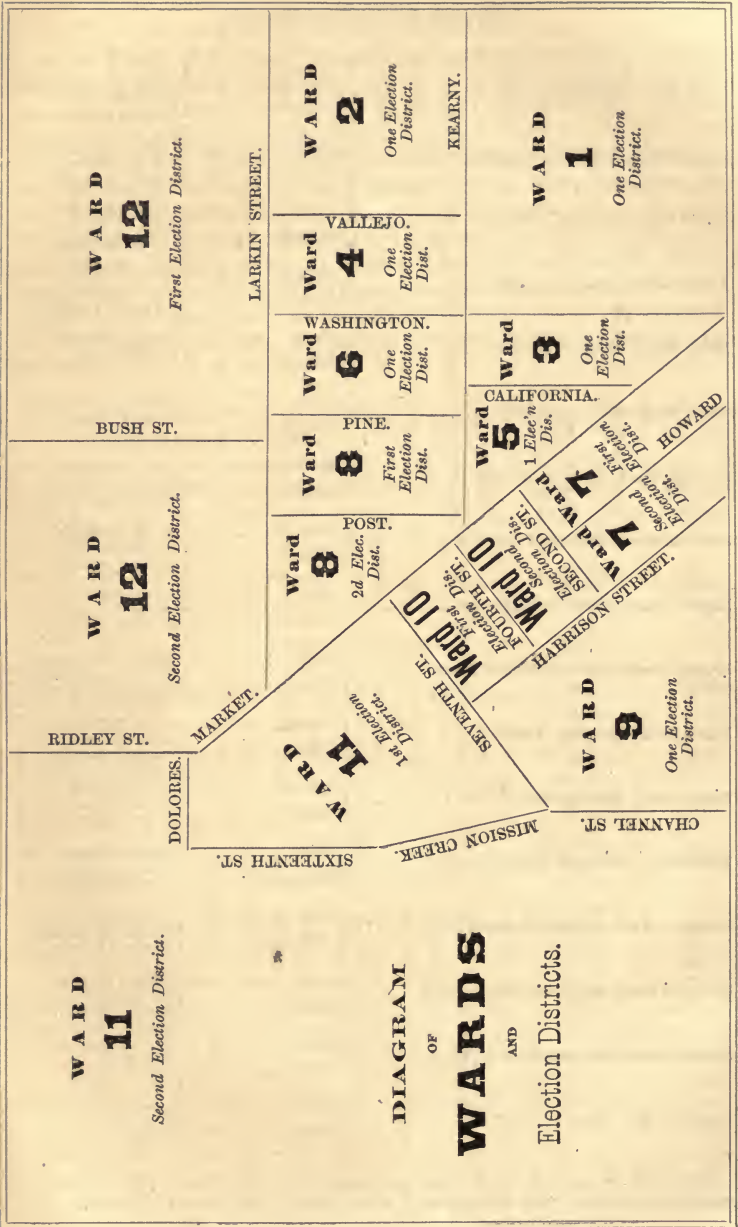 WARD
12
First Election District.
LARKIN STREET.
WARD
2
One Election
District.
KEARNY.
WARD
1
One Election
District.
VALLEJO.
Ward
4
One
Election
Dist.
WASHINGTON.
Ward
6
One
Election
Dist.
Ward
3
One
Election
Dist.
CALIFORNIA.
BUSH ST.
PINE.
Ward
8
First
Election
Dist.
Ward
5
1 Elec'n
Dis.
WARD
12
Second Election District.
POST.
Ward
8
2d Elec.
Dist.
Ward
7
First
Election
Dist.
HOWARD
Ward
7
Second
Election
Dist.
SECOND ST.
Ward 10
Second
Election Dis.
FOURTH ST.
Ward 10
First
Election Dis.
HARRISON STREET.
SEVENTH ST.
MARKET.
RIDLEY ST.
DOLORES.
WARD
11
1st Election
District.
WARD
9
One Election
District.
SIXTEENTH ST.
MISSION CREEK.
CHANNEL ST.
WARD
11
Second Election District.
DIAGRAM
OF
WARDS
AND
Election Districts.